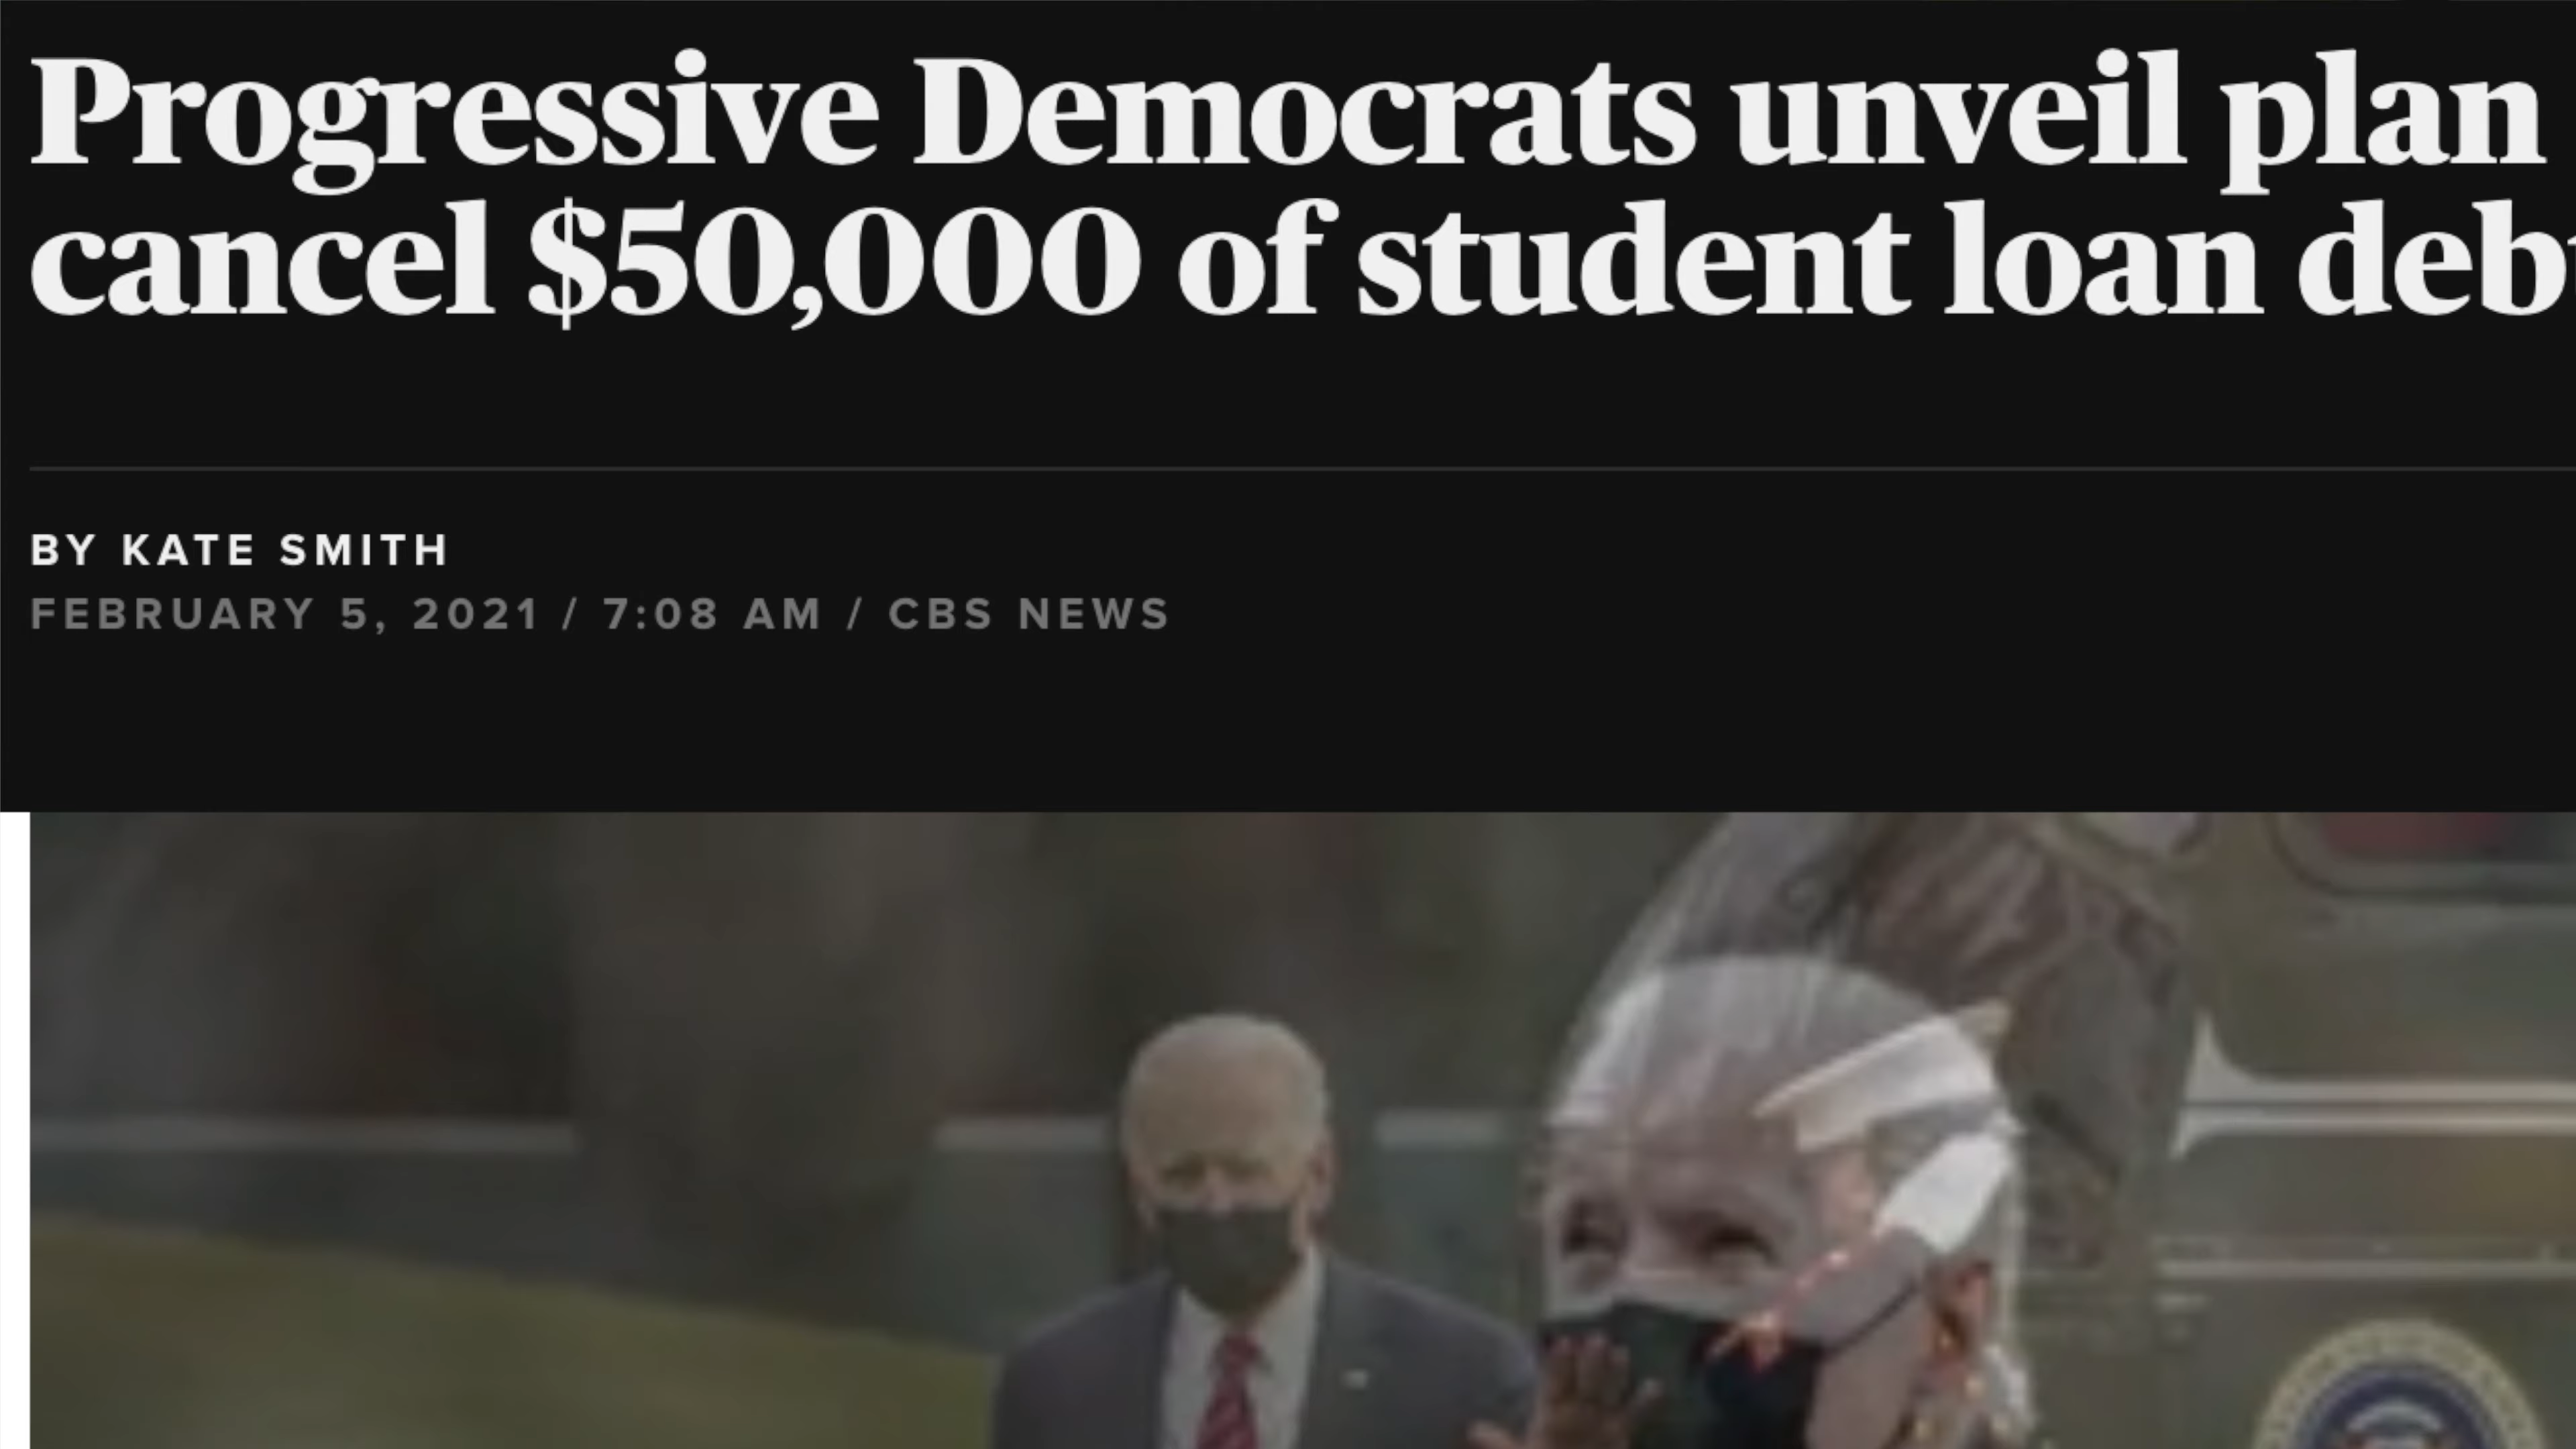 Progressive Democrats unveil plan
cancel $50,000 of student loan deb
BY KATE SMITH
FEBRUARY 5, 2021 / 7:08 AM / CBS NEWS